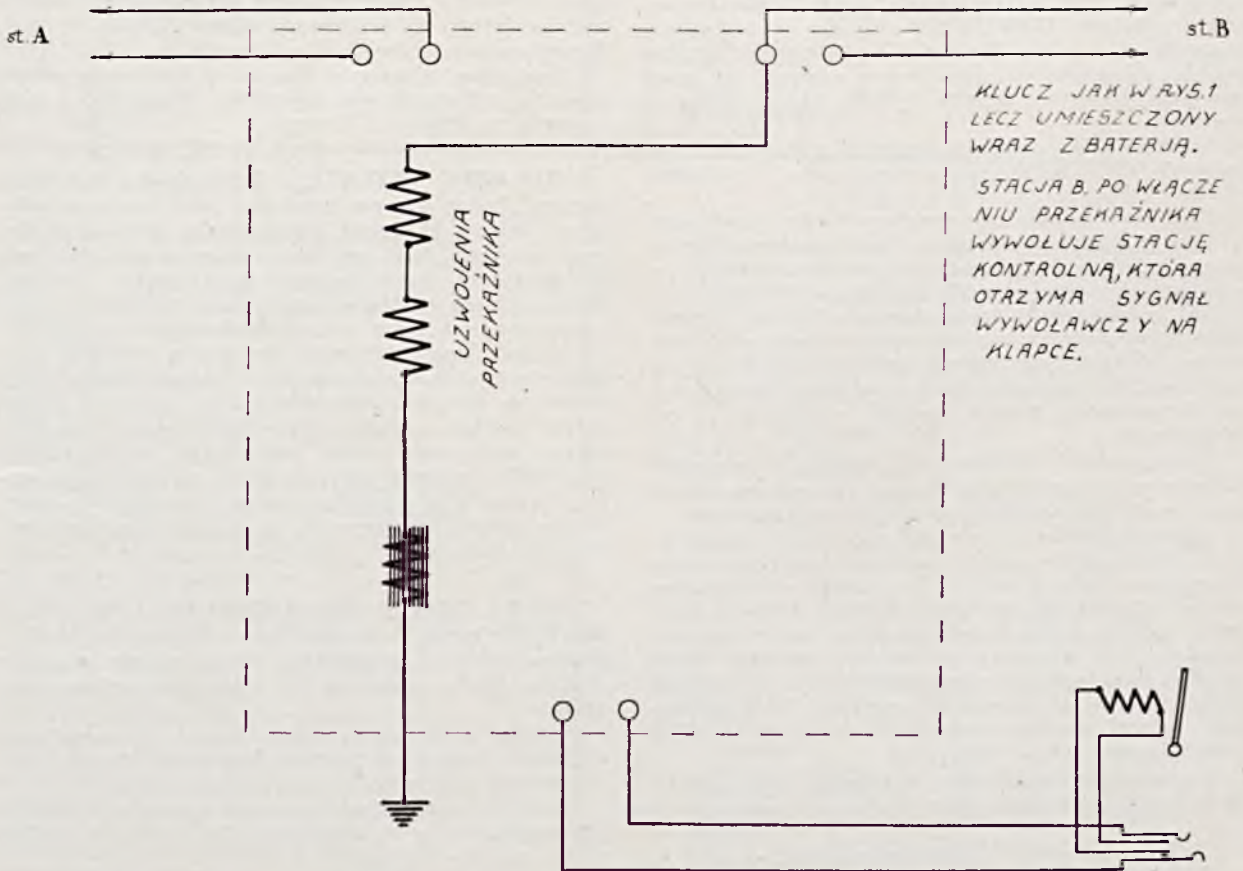 st. A
st. B
KLUCZ JAK W RYS. 1
LECZ UMIESZCZONY
WRAZ Z BATERJĄ.
STACJA B. PO WŁĄCZE
NIU PRZEKAŹNIKA
WYWOŁUJE STACJĘ
KONTROLNĄ, KTÓRA
OTRZYMA SYGNAŁ
WYWOŁAWCZY NA
KLAPCE.
UZWOJENIA
PRZEKAŹNIKA